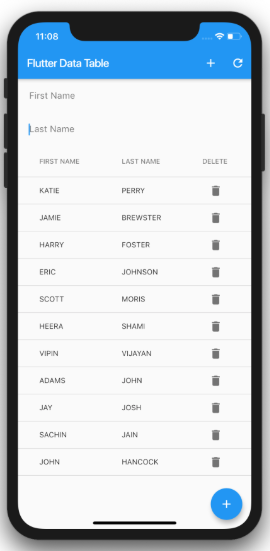 11:08
Flutter Data Table
First Name
Last Name
FIRST NAME LAST NAME DELETE
KATIE PERRY
JAMIE BREWSTER
HARRY FOSTER
ERIC JOHNSON
SCOTT MORIS
HEERA SHAMI
VIPIN VIJAYAN
ADAMS JOHN
JAY JOSH
SACHIN JAIN
JOHN HANCOCK